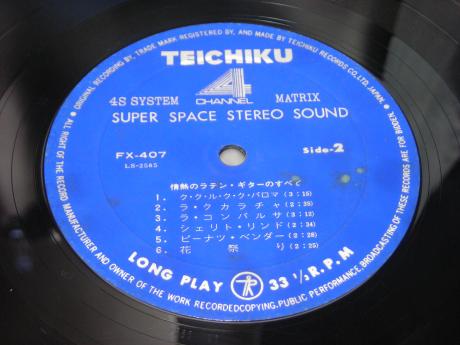 ORIGINAL RECORDING BY, TRADE MARK REGISTERED BY, AND MADE BY TEICHIKU RECORDS CO., LTD. JAPAN.
TEICHIKU
4S SYSTEM 4 CHANNEL MATRIX
SUPER SPACE STEREO SOUND
FX-407 Side-2
LS-2585
情熱のラテン・ギターのすべて
1. ク・ク・ル・ク・ク・パロマ (3:15)
2. ラ・クカラチャ (2:35)
3. ラ・コンパルサ (3:12)
4. シェリト・リンド (2:34)
5. ピーナツ・ベンダー (2:28)
6. 花祭り (2:25)
LONG PLAY 33 1/3 R.P.M
ALL RIGHT OF THE RECORD MANUFACTURER AND OWNER OF THE WORK RECORDED COPYING, PUBLIC PERFORMANCE, BROADCASTING OF THESE RECORDS ARE FORBIDEN